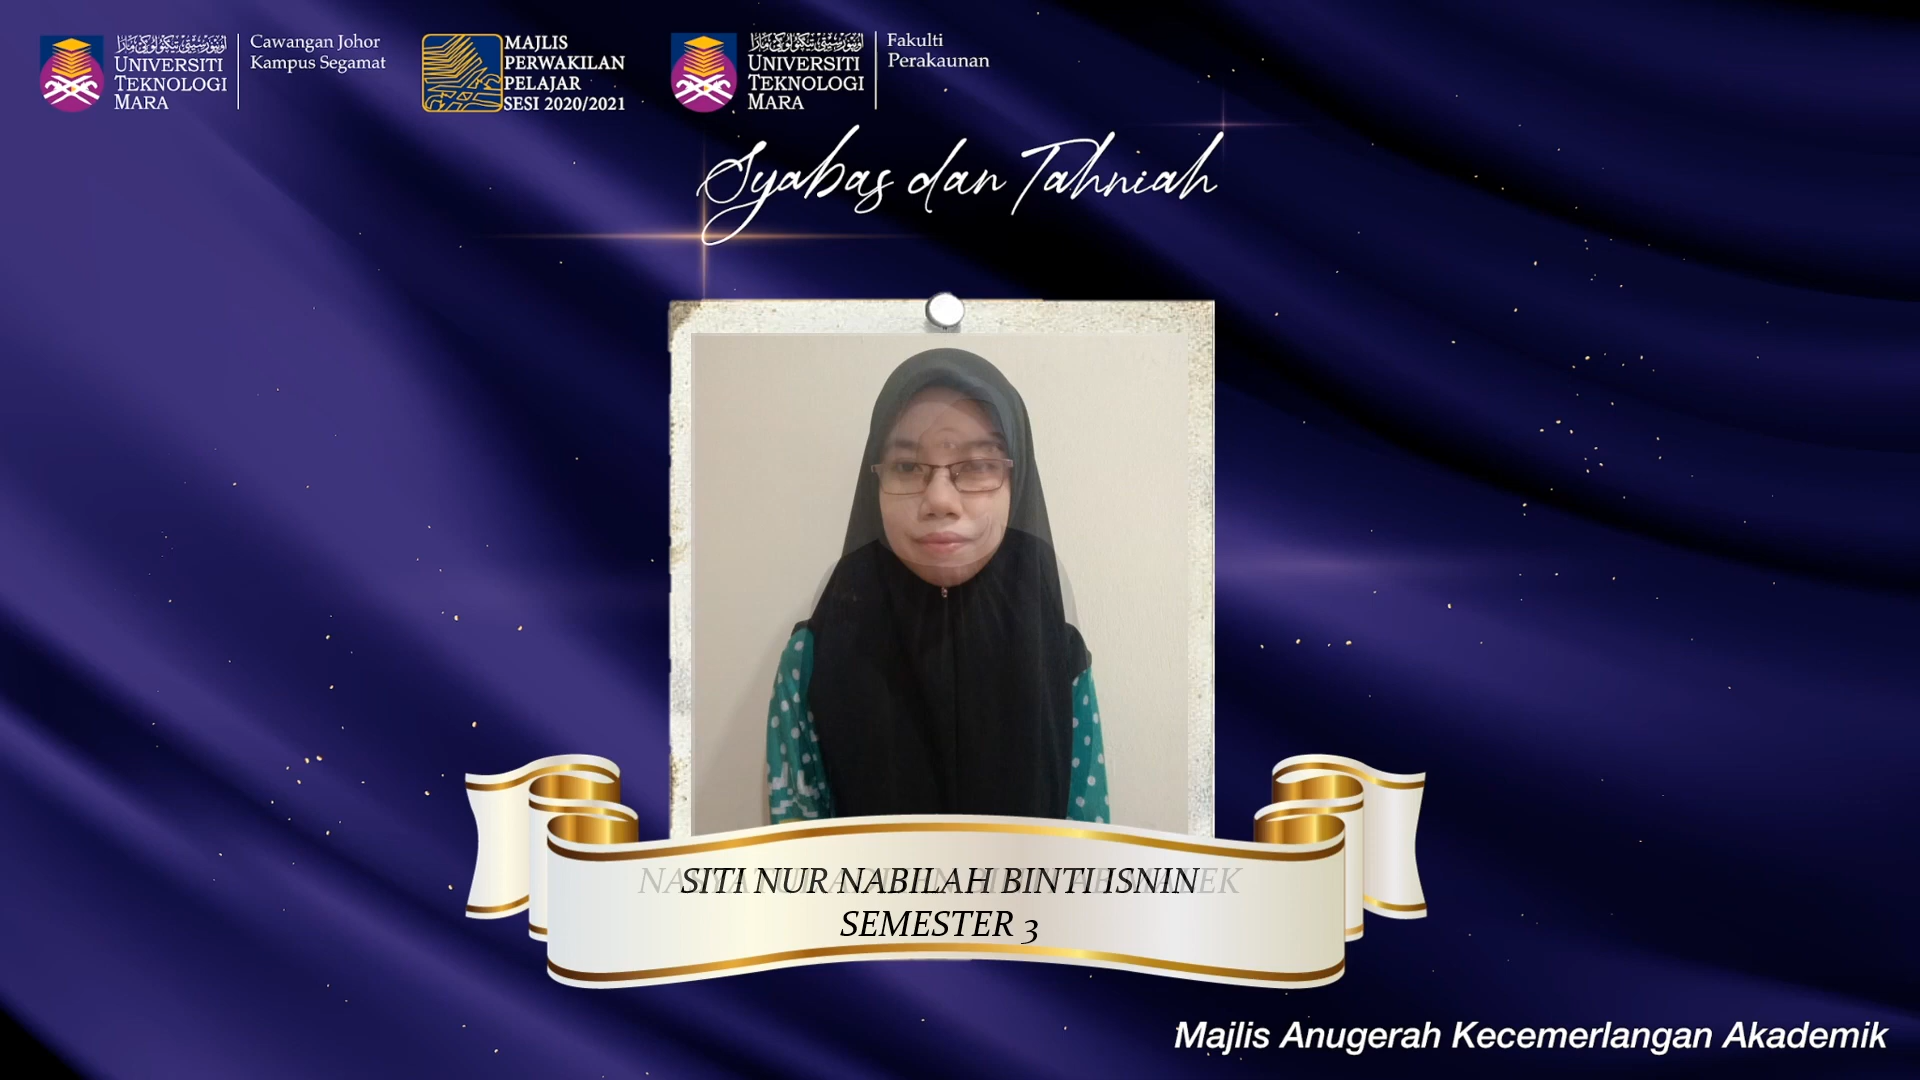 UNIVERSITI
TEKNOLOGI
MARA
Cawangan Johor
Kampus Segamat
MAJLIS
PERWAKILAN
PELAJAR
SESI 2020/2021
UNIVERSITI
TEKNOLOGI
MARA
Fakulti
Perakaunan
Syabas dan Tahniah
SITI NUR NABILAH BINTI ISNIN
SEMESTER 3
Majlis Anugerah Kecemerlangan Akademik